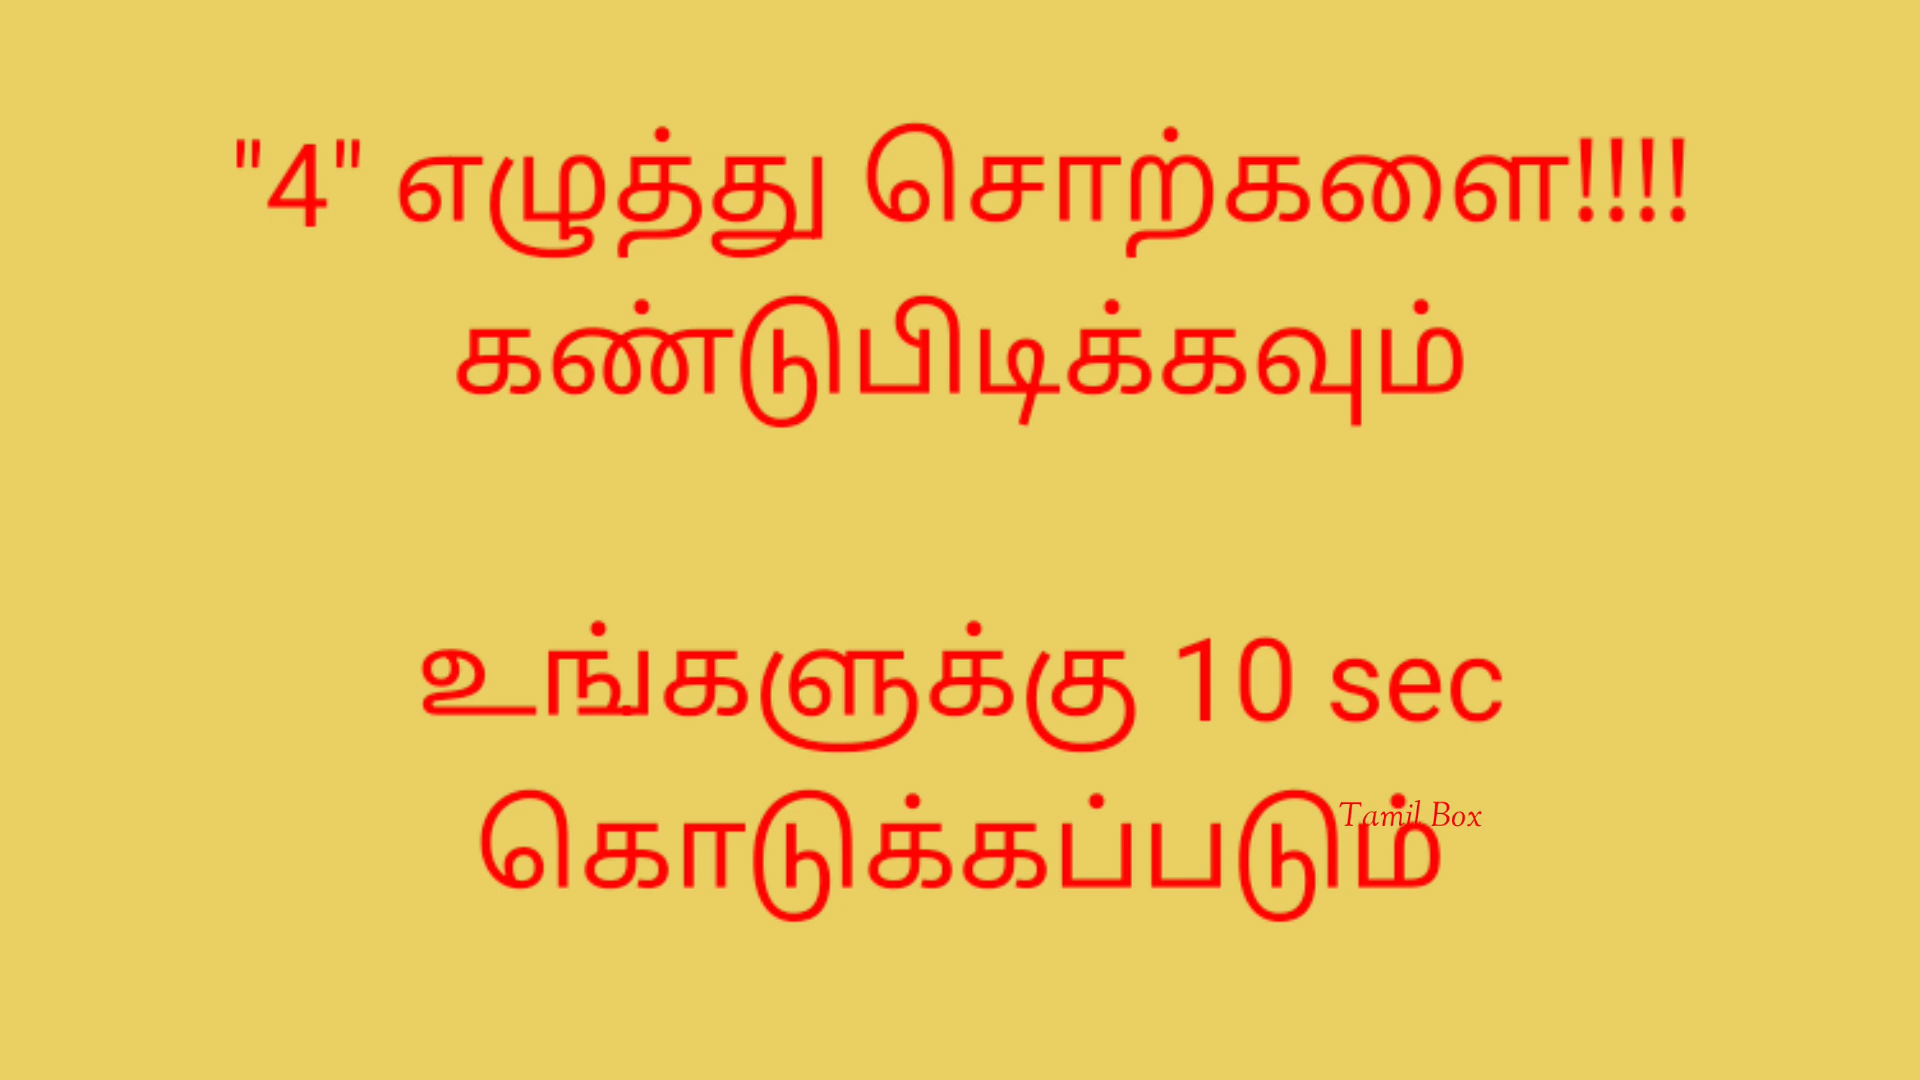 "4" எழுத்து சொற்களை!!!!
கண்டுபிடிக்கவும்
உங்களுக்கு 10 sec
கொடுக்கப்படும்
Tamil Box